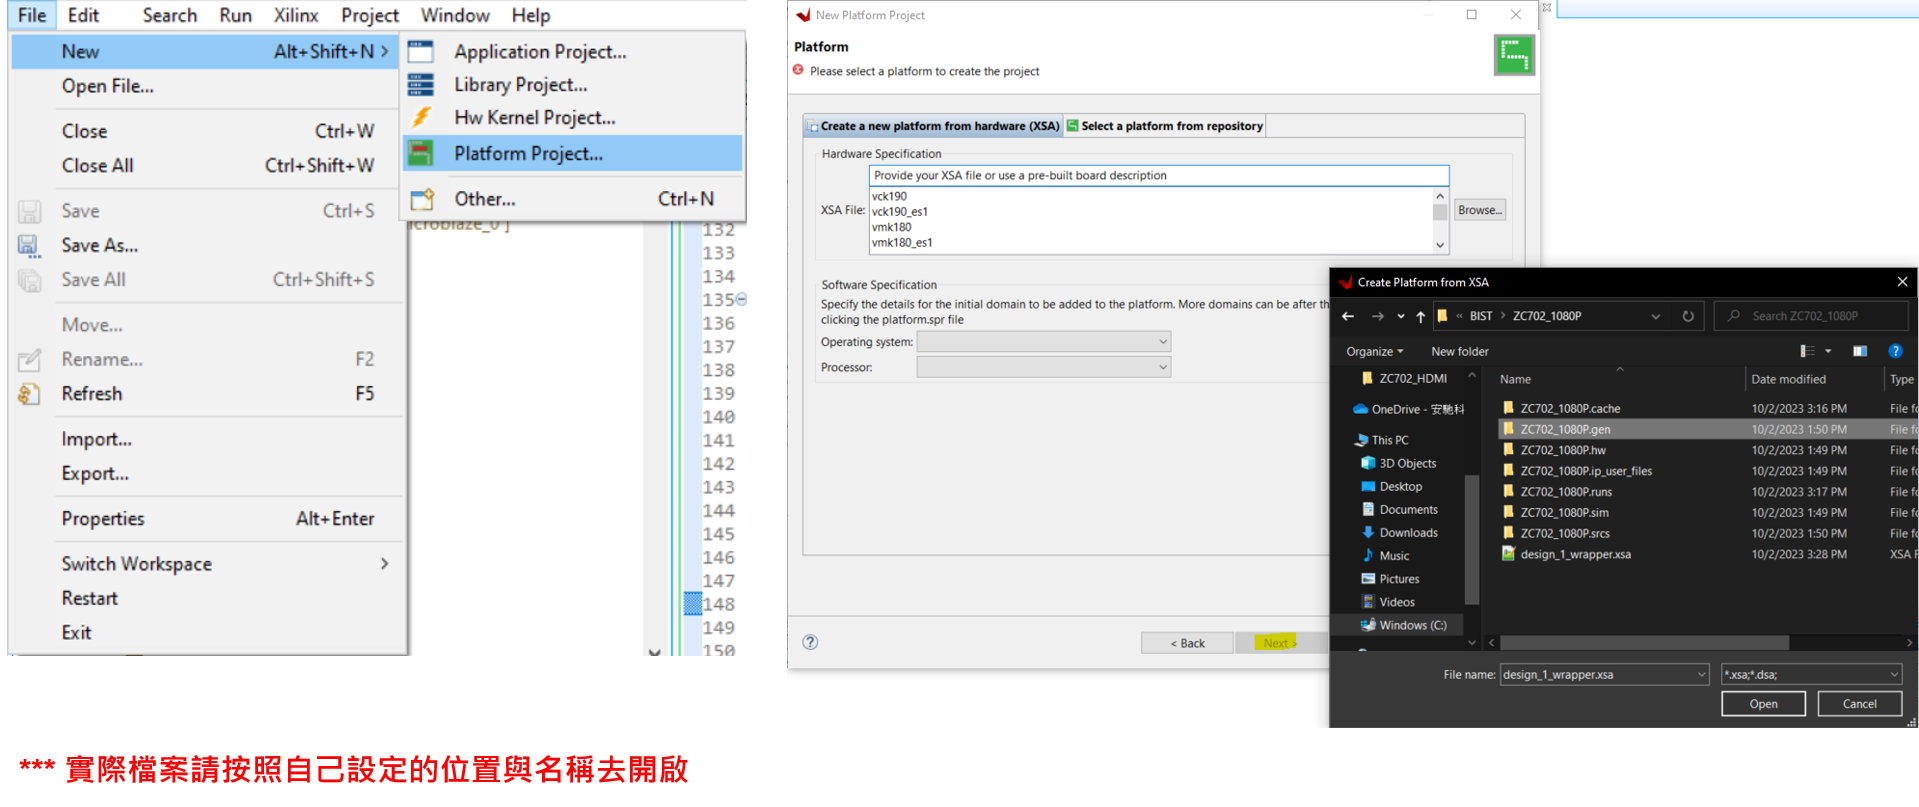 File Edit Search Run Xilinx Project Window Help
New Alt+Shift+N >
Open File...
Close Ctrl+W
Close All Ctrl+Shift+W
Save Ctrl+S
Save As...
Save All Ctrl+Shift+S
Move...
Rename... F2
Refresh F5
Import...
Export...
Properties Alt+Enter
Switch Workspace >
Restart
Exit
Application Project...
Library Project...
Hw Kernel Project...
Platform Project...
Other... Ctrl+N
icroblaze_0 ]
132
133
134
135
136
137
138
139
140
141
142
143
144
145
146
147
148
149
150
New Platform Project
Platform
Please select a platform to create the project
Create a new platform from hardware (XSA) Select a platform from repository
Hardware Specification
Provide your XSA file or use a pre-built board description
XSA File:
vck190
vck190_es1
vmk180
vmk180_es1
Browse...
Software Specification
Specify the details for the initial domain to be added to the platform. More domains can be after th
clicking the platform.spr file
Operating system:
Processor:
< Back Next >
Create Platform from XSA
« BIST > ZC702_1080P Search ZC702_1080P
Organize New folder
ZC702_HDMI
OneDrive - 安馳科
This PC
3D Objects
Desktop
Documents
Downloads
Music
Pictures
Videos
Windows (C:)
Name Date modified Type
ZC702_1080P.cache 10/2/2023 3:16 PM File fo
ZC702_1080P.gen 10/2/2023 1:50 PM File fo
ZC702_1080P.hw 10/2/2023 1:49 PM File fo
ZC702_1080P.ip_user_files 10/2/2023 1:49 PM File fo
ZC702_1080P.runs 10/2/2023 3:17 PM File fo
ZC702_1080P.sim 10/2/2023 1:49 PM File fo
ZC702_1080P.srcs 10/2/2023 1:50 PM File fo
design_1_wrapper.xsa 10/2/2023 3:28 PM XSA F
File name: design_1_wrapper.xsa *.xsa;*.dsa;
Open Cancel
*** 實際檔案請按照自己設定的位置與名稱去開啟